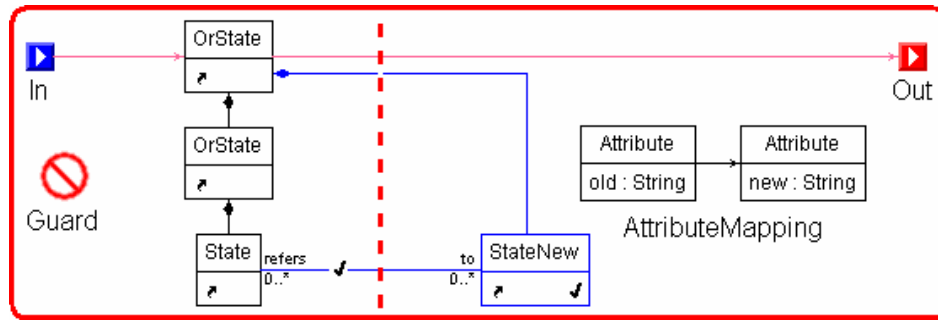 OrState
In
Out
OrState
Attribute
Attribute
old : String
new : String
Guard
AttributeMapping
State
refers
0..*
to
0..*
StateNew